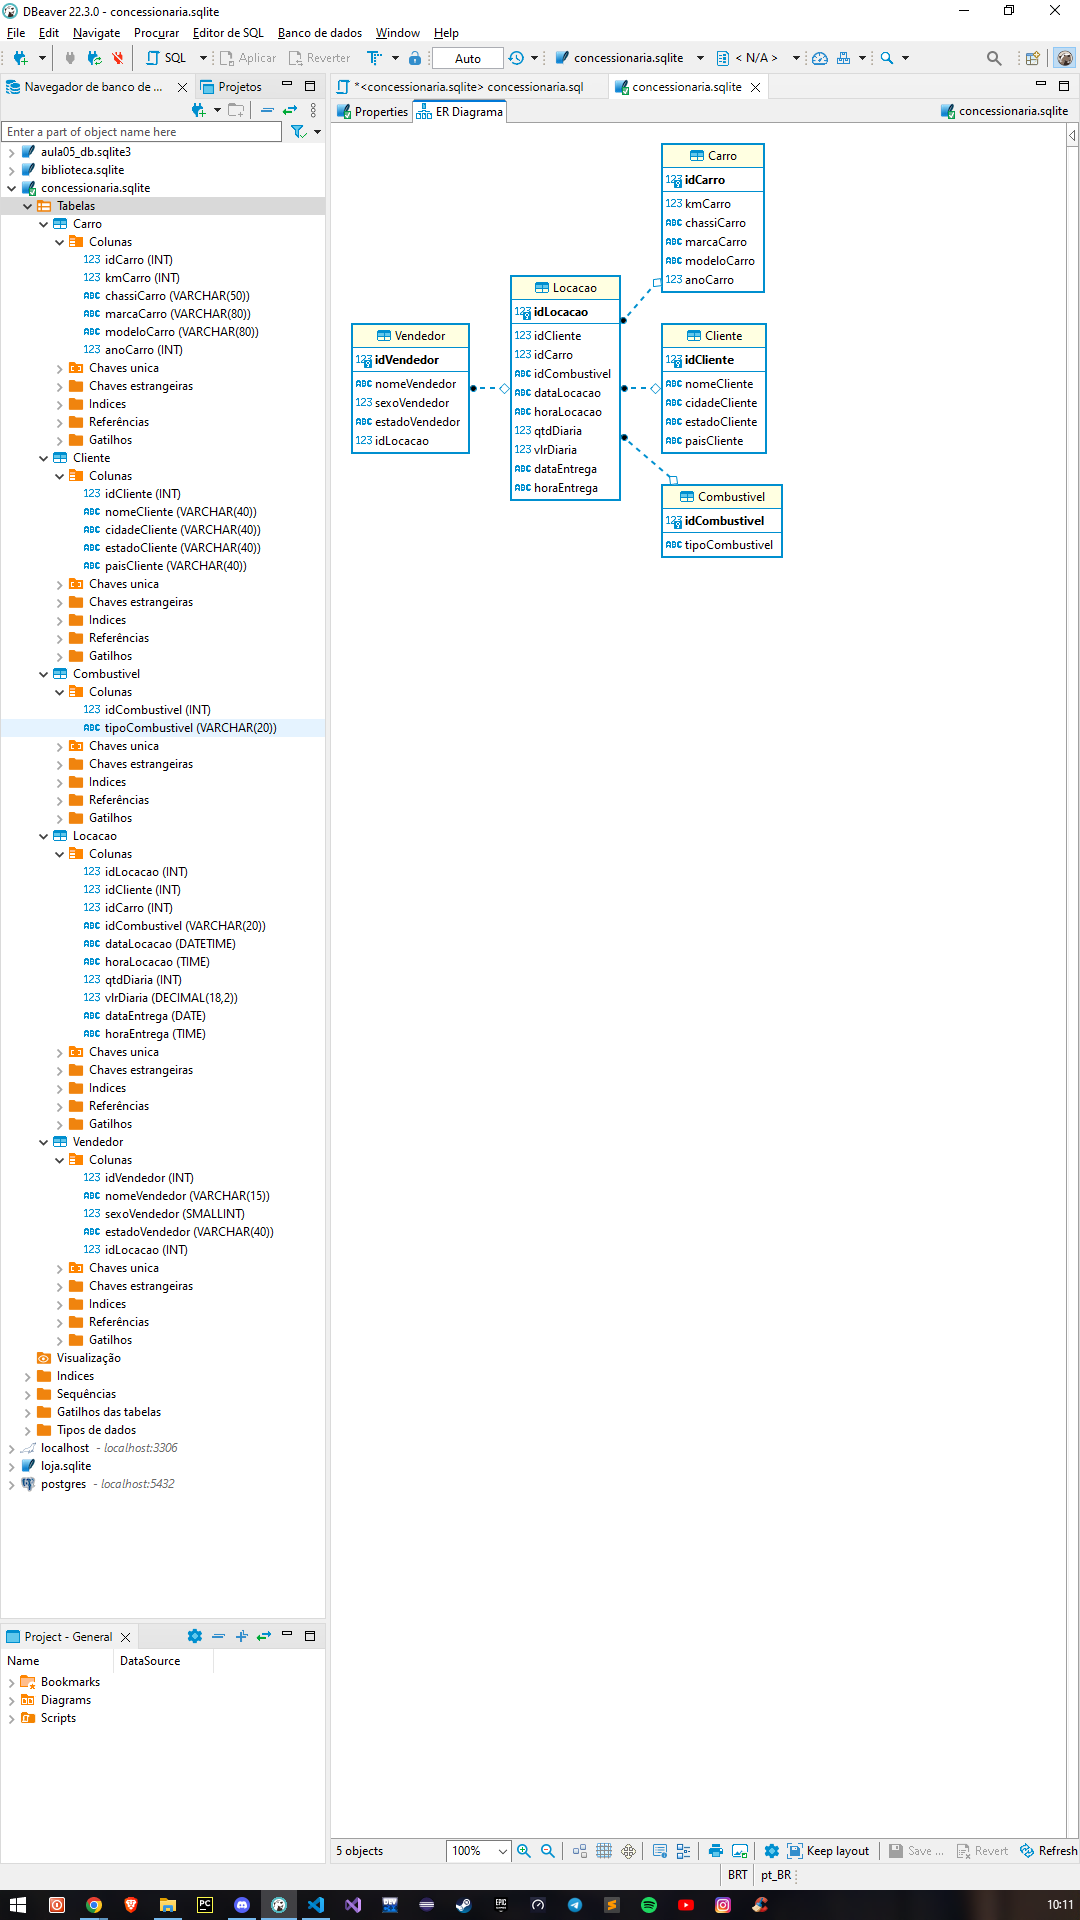 DBeaver 22.3.0 - concessionaria.sqlite
File Edit Navigate Procurar Editor de SQL Banco de dados Window Help
SQL Aplicar Reverter Auto concessionaria.sqlite < N/A >
Navegador de banco de ... Projetos
Enter a part of object name here
aula05_db.sqlite3
biblioteca.sqlite
concessionaria.sqlite
Tabelas
Carro
Colunas
123 idCarro (INT)
123 kmCarro (INT)
ABC chassiCarro (VARCHAR(50))
ABC marcaCarro (VARCHAR(80))
ABC modeloCarro (VARCHAR(80))
123 anoCarro (INT)
Chaves unica
Chaves estrangeiras
Indices
Referências
Gatilhos
Cliente
Colunas
123 idCliente (INT)
ABC nomeCliente (VARCHAR(40))
ABC cidadeCliente (VARCHAR(40))
ABC estadoCliente (VARCHAR(40))
ABC paisCliente (VARCHAR(40))
Chaves unica
Chaves estrangeiras
Indices
Referências
Gatilhos
Combustivel
Colunas
123 idCombustivel (INT)
ABC tipoCombustivel (VARCHAR(20))
Chaves unica
Chaves estrangeiras
Indices
Referências
Gatilhos
Locacao
Colunas
123 idLocacao (INT)
123 idCliente (INT)
123 idCarro (INT)
ABC idCombustivel (VARCHAR(20))
ABC dataLocacao (DATETIME)
ABC horaLocacao (TIME)
123 qtdDiaria (INT)
123 vlrDiaria (DECIMAL(18,2))
ABC dataEntrega (DATE)
ABC horaEntrega (TIME)
Chaves unica
Chaves estrangeiras
Indices
Referências
Gatilhos
Vendedor
Colunas
123 idVendedor (INT)
ABC nomeVendedor (VARCHAR(15))
123 sexoVendedor (SMALLINT)
ABC estadoVendedor (VARCHAR(40))
123 idLocacao (INT)
Chaves unica
Chaves estrangeiras
Indices
Referências
Gatilhos
Visualização
Indices
Sequências
Gatilhos das tabelas
Tipos de dados
localhost - localhost:3306
loja.sqlite
postgres - localhost:5432
Project - General
Name DataSource
Bookmarks
Diagrams
Scripts
*<concessionaria.sqlite> concessionaria.sql
concessionaria.sqlite
Properties ER Diagrama concessionaria.sqlite
Vendedor
123 idVendedor
ABC nomeVendedor
123 sexoVendedor
ABC estadoVendedor
123 idLocacao
Locacao
123 idLocacao
123 idCliente
123 idCarro
ABC idCombustivel
ABC dataLocacao
ABC horaLocacao
123 qtdDiaria
123 vlrDiaria
ABC dataEntrega
ABC horaEntrega
Carro
123 idCarro
123 kmCarro
ABC chassiCarro
ABC marcaCarro
ABC modeloCarro
123 anoCarro
Cliente
123 idCliente
ABC nomeCliente
ABC cidadeCliente
ABC estadoCliente
ABC paisCliente
Combustivel
123 idCombustivel
ABC tipoCombustivel
5 objects 100% Keep layout Save ... Revert Refresh
BRT pt_BR
PC DEV EPIC
10:11